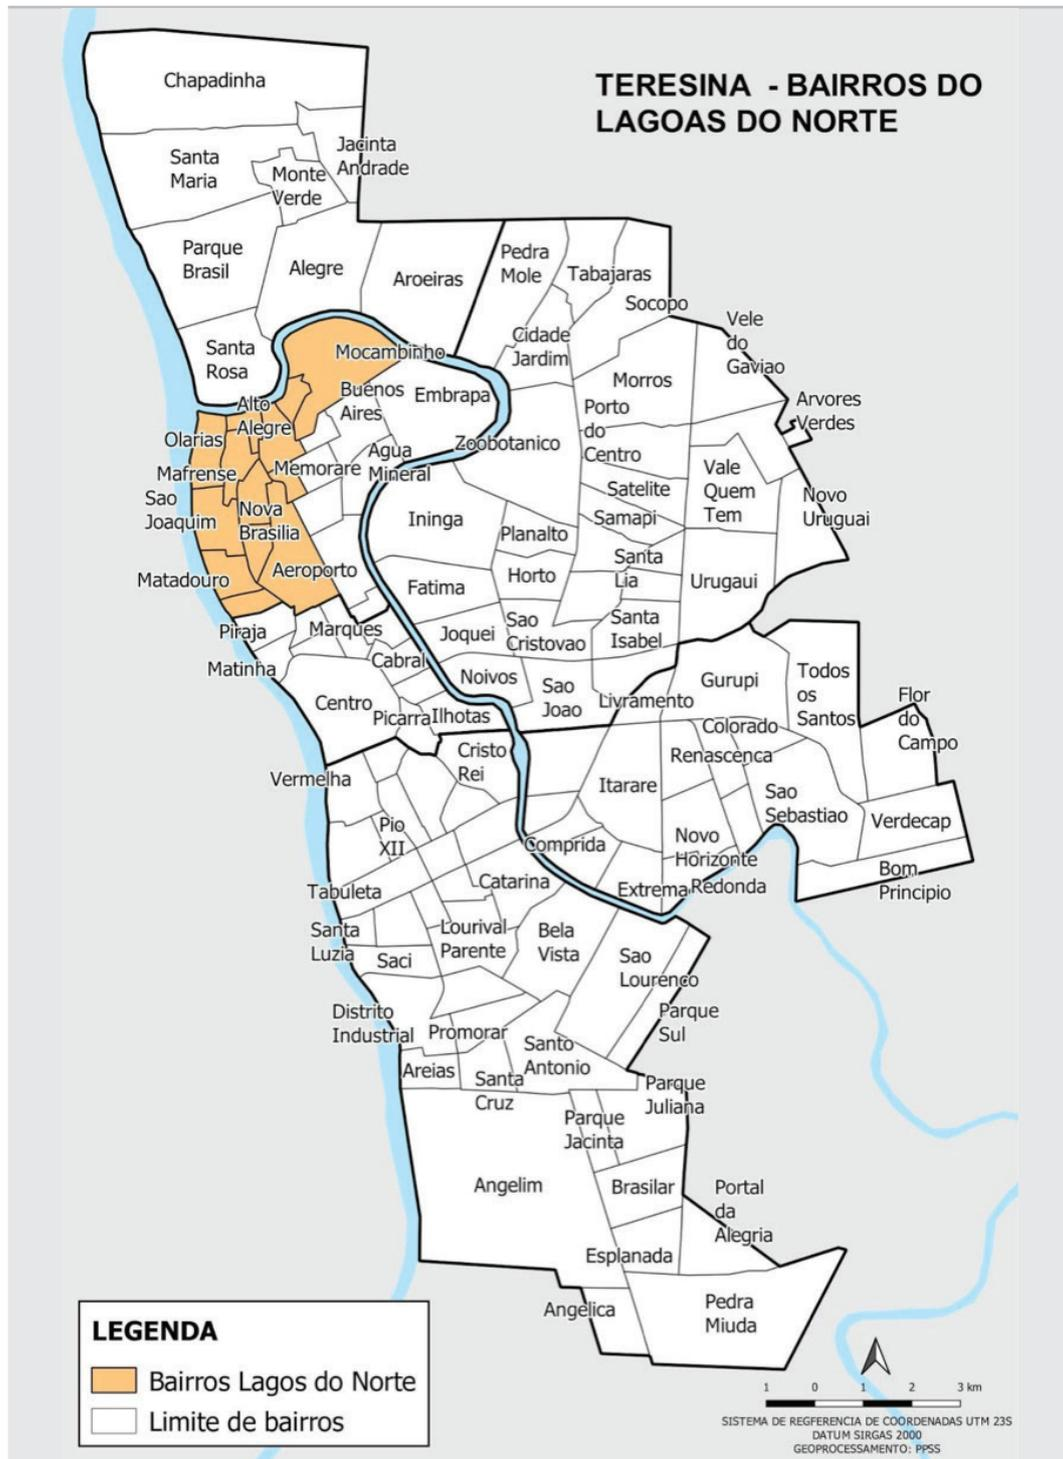 TERESINA - BAIRROS DO
LAGOAS DO NORTE
Chapadinha
Jacinta
Andrade
Santa
Maria
Monte
Verde
Parque
Brasil
Alegre
Aroeiras
Pedra
Mole
Tabajaras
Socopo
Vele
do
Gaviao
Santa
Rosa
Mocambinho
Cidade
Jardim
Morros
Arvores
Verdes
Buenos
Aires
Embrapa
Alto
Alegre
Porto
do
Centro
Olarias
Zoobotanico
Agua
Mineral
Mafrense
Memorare
Vale
Quem
Tem
Novo
Uruguai
Sao
Joaquim
Nova
Brasilia
Ininga
Satelite
Samapi
Planalto
Matadouro
Aeroporto
Fatima
Horto
Santa
Lia
Urugaui
Piraja
Marques
Joquei
Sao
Cristovao
Santa
Isabel
Matinha
Cabral
Noivos
Sao
Joao
Livramento
Gurupi
Todos
os
Santos
Flor
do
Campo
Centro
Picarra
Ilhotas
Colorado
Renascenca
Vermelha
Cristo
Rei
Itarare
Sao
Sebastiao
Verdecap
Pio
XII
Comprida
Novo
Horizonte
Bom
Principio
Tabuleta
Catarina
Extrema
Redonda
Santa
Luzia
Lourival
Parente
Bela
Vista
Saci
Sao
Lourenco
Distrito
Industrial
Promorar
Parque
Sul
Santo
Antonio
Areias
Santa
Cruz
Parque
Juliana
Parque
Jacinta
Angelim
Brasilar
Portal
da
Alegria
Esplanada
Angelica
Pedra
Miuda
LEGENDA
Bairros Lagos do Norte
Limite de bairros
1 0 1 2 3 km
SISTEMA DE REGFERENCIA DE COORDENADAS UTM 23S
DATUM SIRGAS 2000
GEOPROCESSAMENTO: PPSS